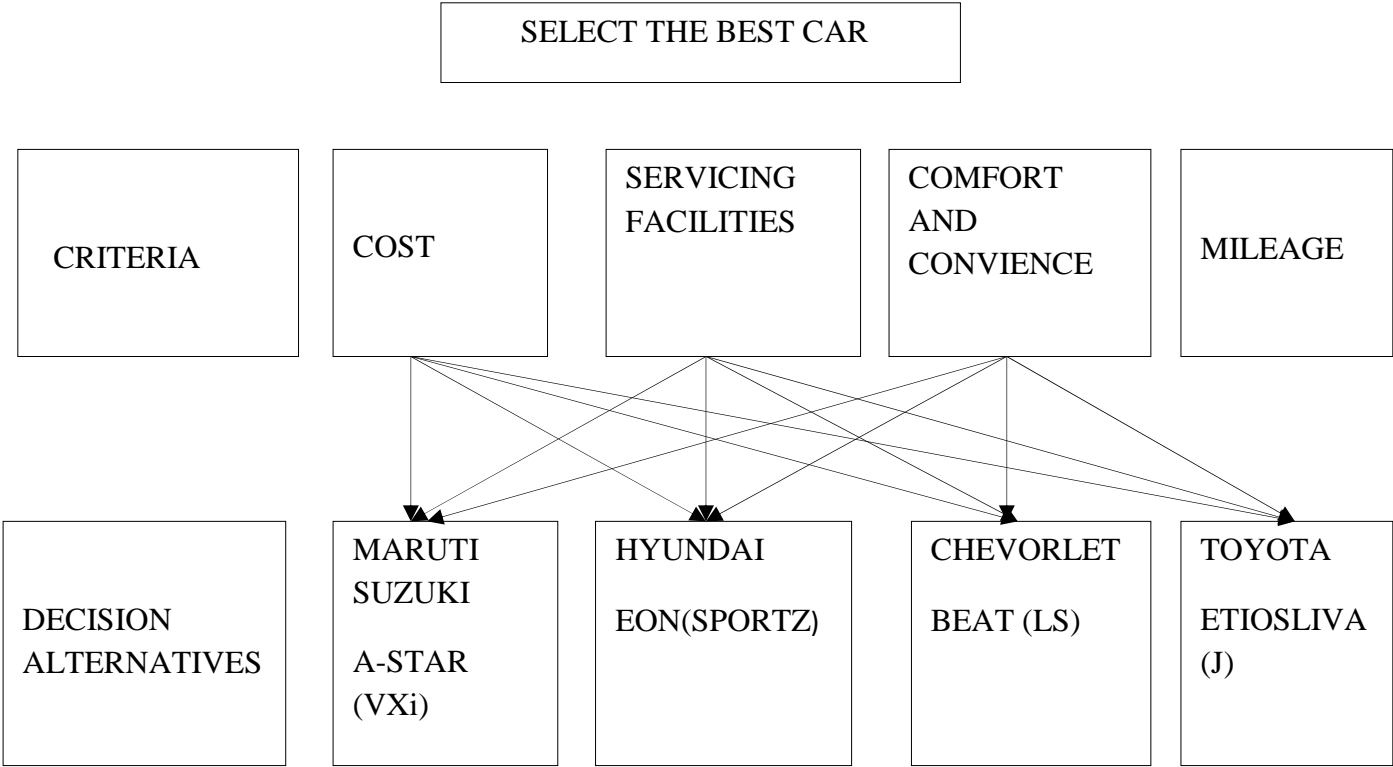 SELECT THE BEST CAR
CRITERIA
COST
SERVICING
FACILITIES
COMFORT
AND
CONVIENCE
MILEAGE
DECISION
ALTERNATIVES
MARUTI
SUZUKI
A-STAR
(VXi)
HYUNDAI
EON(SPORTZ)
CHEVORLET
BEAT (LS)
TOYOTA
ETIOSLIVA
(J)